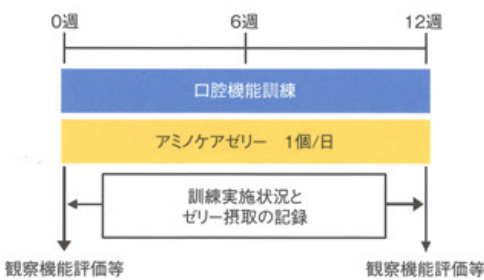 0週 6週 12週
口腔機能訓練
アミノケアゼリー 1個/日
訓練実施状況と
ゼリー摂取の記録
観察機能評価等 観察機能評価等